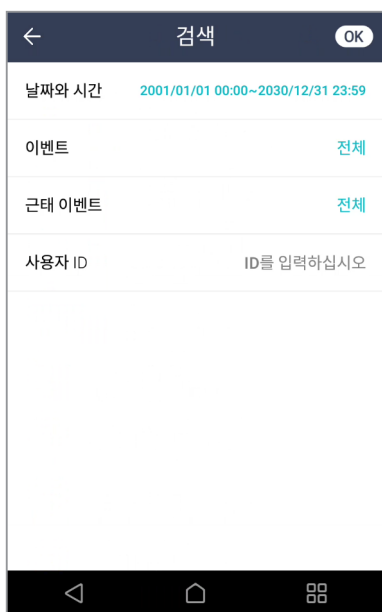 검색
OK
날짜와 시간 2001/01/01 00:00~2030/12/31 23:59
이벤트 전체
근태 이벤트 전체
사용자 ID ID를 입력하십시오